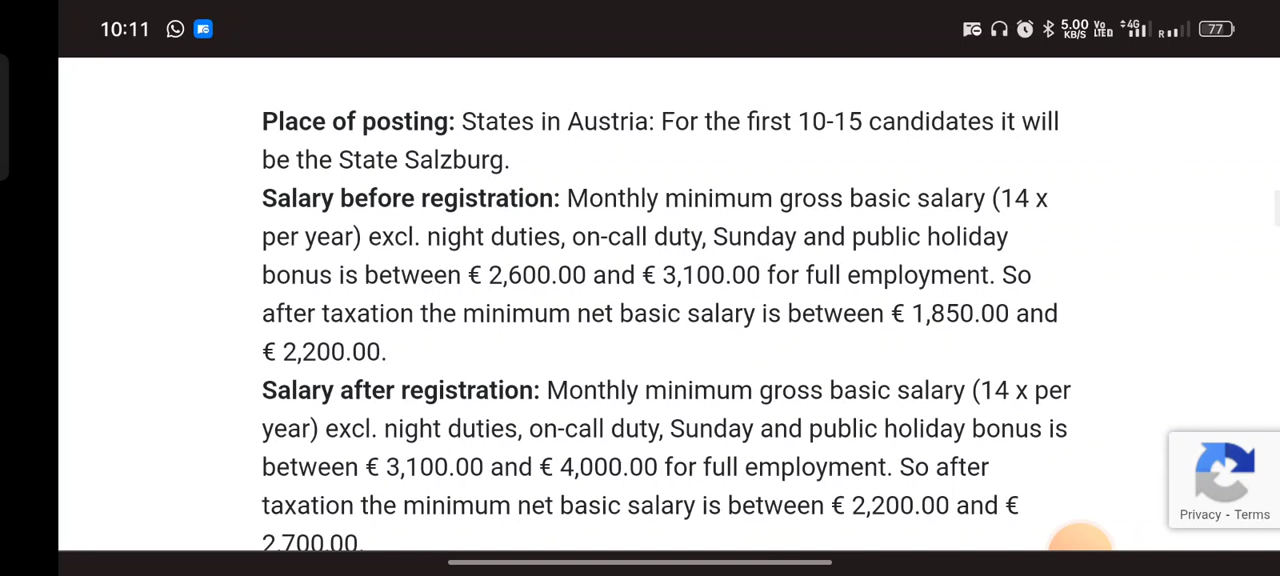 10:11
5.00 KB/S
Vo LTE
4G
R
77
Place of posting: States in Austria: For the first 10-15 candidates it will
be the State Salzburg.
Salary before registration: Monthly minimum gross basic salary (14 x
per year) excl. night duties, on-call duty, Sunday and public holiday
bonus is between € 2,600.00 and € 3,100.00 for full employment. So
after taxation the minimum net basic salary is between € 1,850.00 and
€ 2,200.00.
Salary after registration: Monthly minimum gross basic salary (14 x per
year) excl. night duties, on-call duty, Sunday and public holiday bonus is
between € 3,100.00 and € 4,000.00 for full employment. So after
taxation the minimum net basic salary is between € 2,200.00 and €
2,700.00.
Privacy - Terms